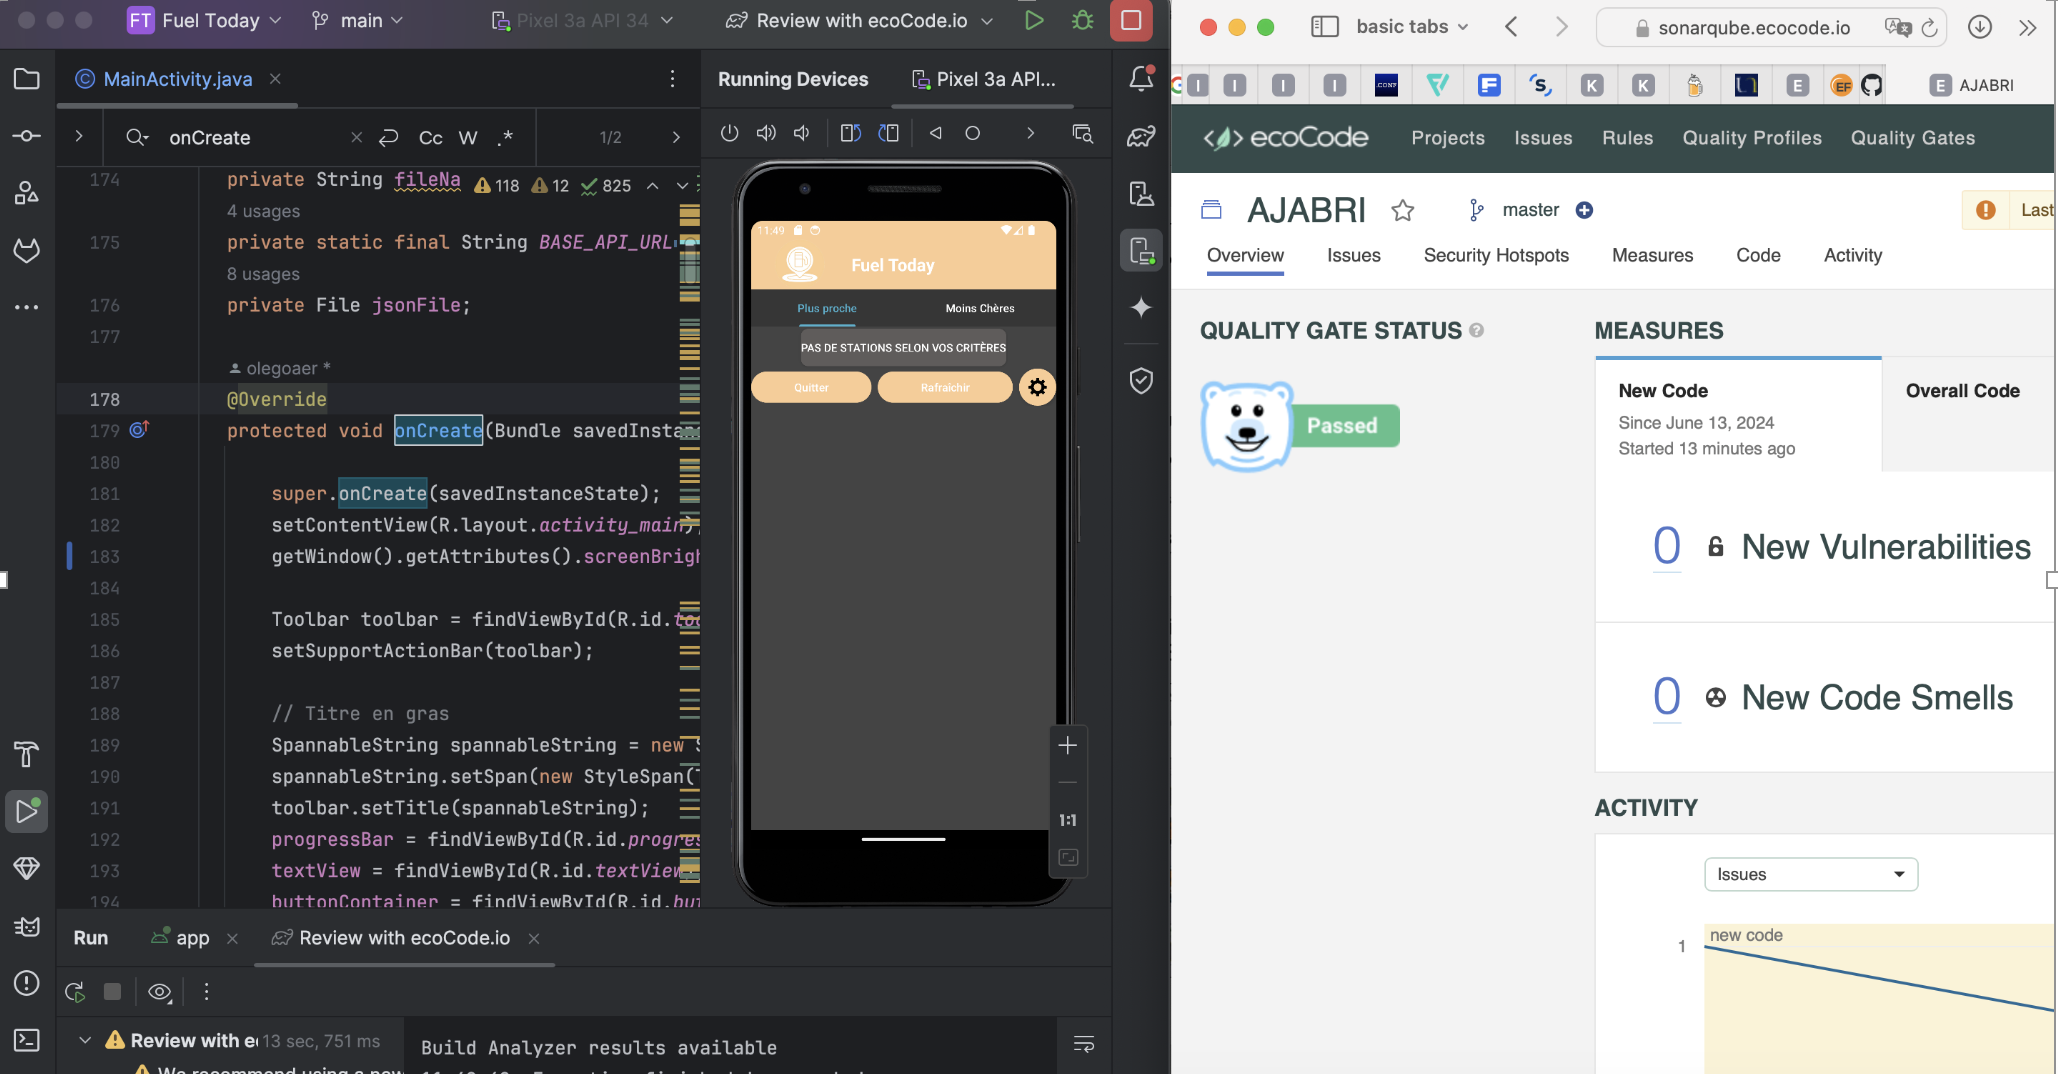 FT Fuel Today main Pixel 3a API 34 Review with ecoCode.io
MainActivity.java
onCreate Cc W .* 1/2
174 private String fileNa 118 12 825
4 usages
175 private static final String BASE_API_URL
8 usages
176 private File jsonFile;
177
olegoaer *
178 @Override
179 protected void onCreate(Bundle savedInsta
180
181 super.onCreate(savedInstanceState);
182 setContentView(R.layout.activity_main);
183 getWindow().getAttributes().screenBrigh
184
185 Toolbar toolbar = findViewById(R.id.too
186 setSupportActionBar(toolbar);
187
188 // Titre en gras
189 SpannableString spannableString = new S
190 spannableString.setSpan(new StyleSpan(T
191 toolbar.setTitle(spannableString);
192 progressBar = findViewById(R.id.progres
193 textView = findViewById(R.id.textView
194 buttonContainer = findViewById(R.id.but
Running Devices Pixel 3a API...
11:49
Fuel Today
Plus proche Moins Chères
PAS DE STATIONS SELON VOS CRITÈRES
Quitter Rafraîchir
1:1
Run app Review with ecoCode.io
Review with e 13 sec, 751 ms
We recommend using a new
Build Analyzer results available
basic tabs sonarqube.ecocode.io
I I I I .CONF F S K K E EF E AJABRI
ecoCode Projects Issues Rules Quality Profiles Quality Gates
AJABRI master Last
Overview Issues Security Hotspots Measures Code Activity
QUALITY GATE STATUS ?
Passed
MEASURES
New Code
Since June 13, 2024
Started 13 minutes ago
Overall Code
0 New Vulnerabilities
0 New Code Smells
ACTIVITY
Issues
new code
1